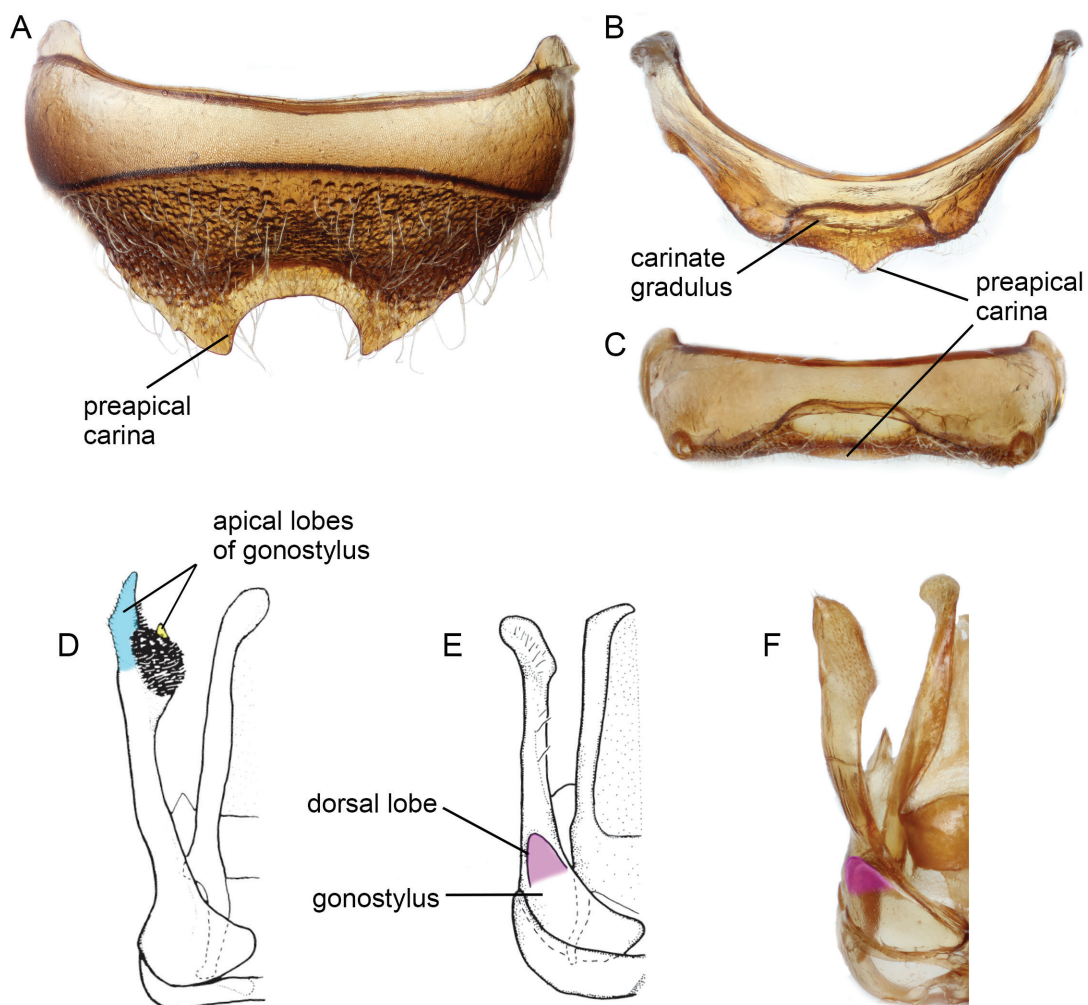 A
B
preapical
carina
carinate
gradulus
preapical
carina
C
apical lobes
of gonostylus
D
E
F
dorsal lobe
gonostylus